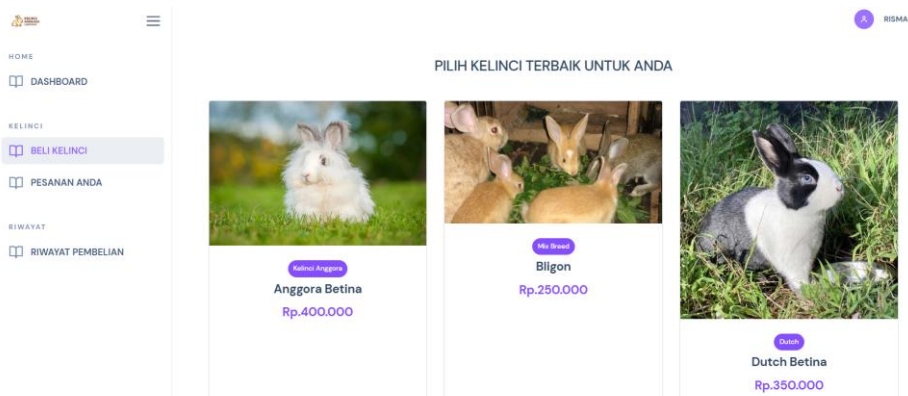 RISMA
HOME
DASHBOARD
KELINCI
BELI KELINCI
PESANAN ANDA
RIWAYAT
RIWAYAT PEMBELIAN
PILIH KELINCI TERBAIK UNTUK ANDA
Kelinci Anggora
Anggora Betina
Rp.400.000
Mix Breed
Bligon
Rp.250.000
Dutch
Dutch Betina
Rp.350.000